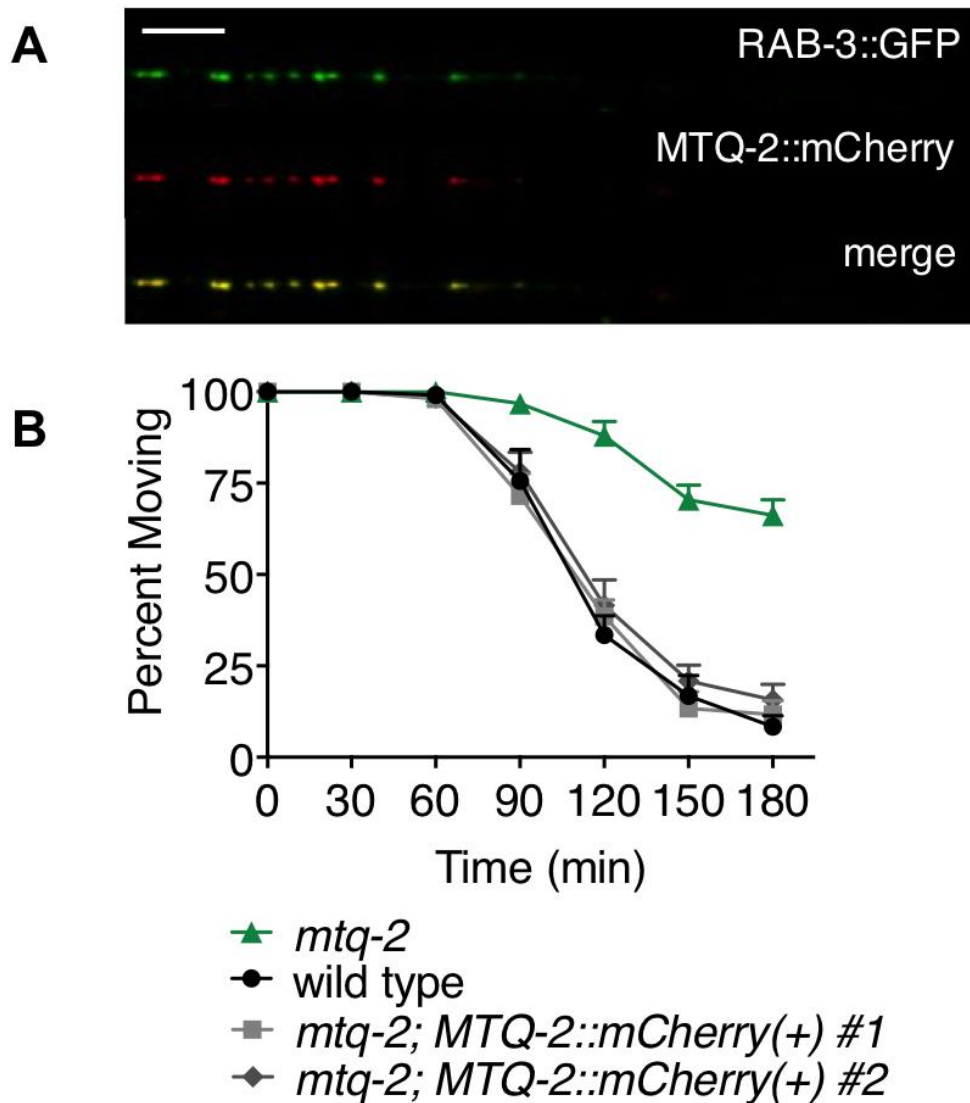 A
RAB-3::GFP
MTQ-2::mCherry
merge
B
Percent Moving
100
75
50
25
0
0 30 60 90 120 150 180
Time (min)
mtq-2
wild type
mtq-2; MTQ-2::mCherry(+) #1
mtq-2; MTQ-2::mCherry(+) #2